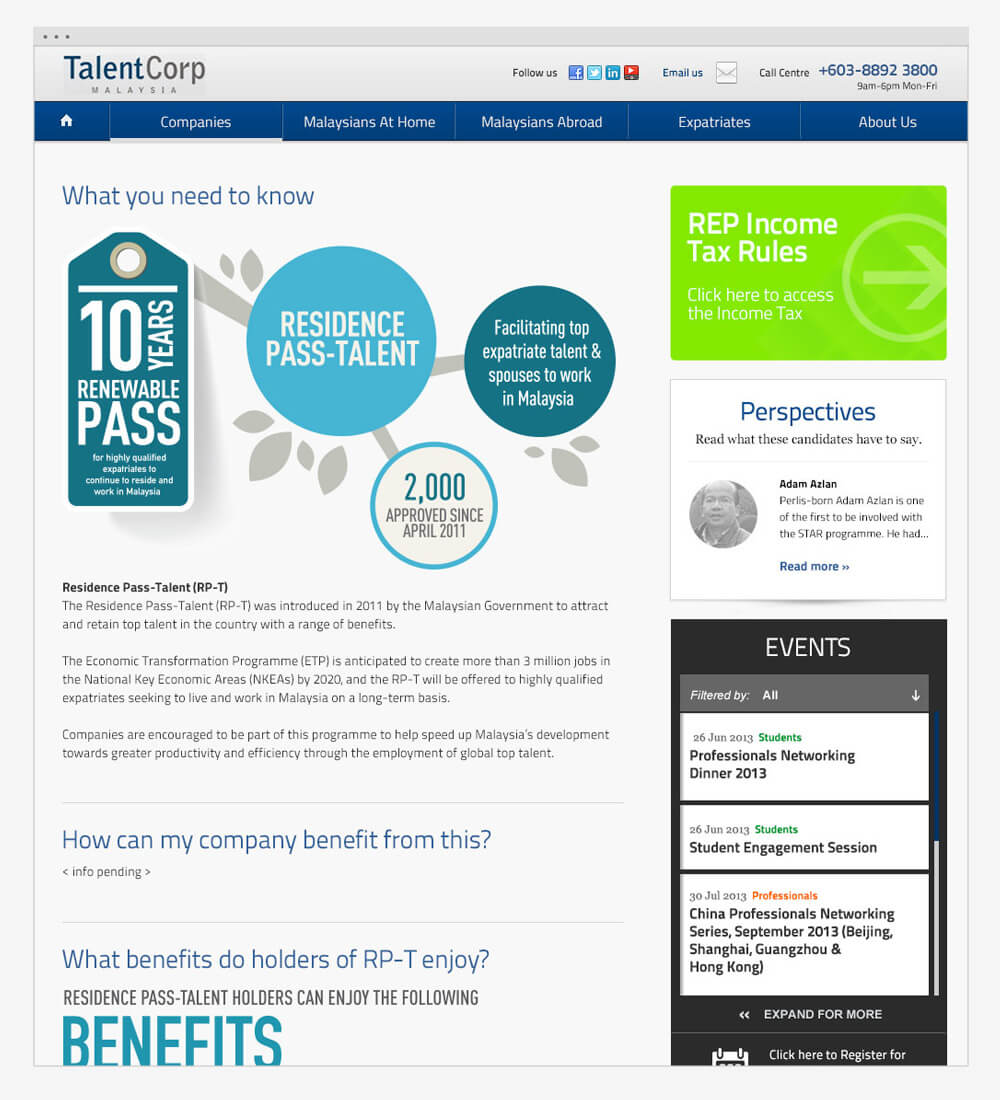 TalentCorp
MALAYSIA
Follow us
Email us
Call Centre +603-8892 3800
9am-6pm Mon-Fri
Companies
Malaysians At Home
Malaysians Abroad
Expatriates
About Us
What you need to know
10 YEARS
RENEWABLE
PASS
for highly qualified
expatriates to
continue to reside and
work in Malaysia
RESIDENCE
PASS-TALENT
Facilitating top
expatriate talent &
spouses to work
in Malaysia
2,000
APPROVED SINCE
APRIL 2011
Residence Pass-Talent (RP-T)
The Residence Pass-Talent (RP-T) was introduced in 2011 by the Malaysian Government to attract
and retain top talent in the country with a range of benefits.
The Economic Transformation Programme (ETP) is anticipated to create more than 3 million jobs in
the National Key Economic Areas (NKEAs) by 2020, and the RP-T will be offered to highly qualified
expatriates seeking to live and work in Malaysia on a long-term basis.
Companies are encouraged to be part of this programme to help speed up Malaysia's development
towards greater productivity and efficiency through the employment of global top talent.
How can my company benefit from this?
< info pending >
What benefits do holders of RP-T enjoy?
RESIDENCE PASS-TALENT HOLDERS CAN ENJOY THE FOLLOWING
BENEFITS
REP Income
Tax Rules
Click here to access
the Income Tax
Perspectives
Read what these candidates have to say.
Adam Azlan
Perlis-born Adam Azlan is one
of the first to be involved with
the STAR programme. He had...
Read more »
EVENTS
Filtered by: All
26 Jun 2013 Students
Professionals Networking
Dinner 2013
26 Jun 2013 Students
Student Engagement Session
30 Jul 2013 Professionals
China Professionals Networking
Series, September 2013 (Beijing,
Shanghai, Guangzhou &
Hong Kong)
« EXPAND FOR MORE
Click here to Register for